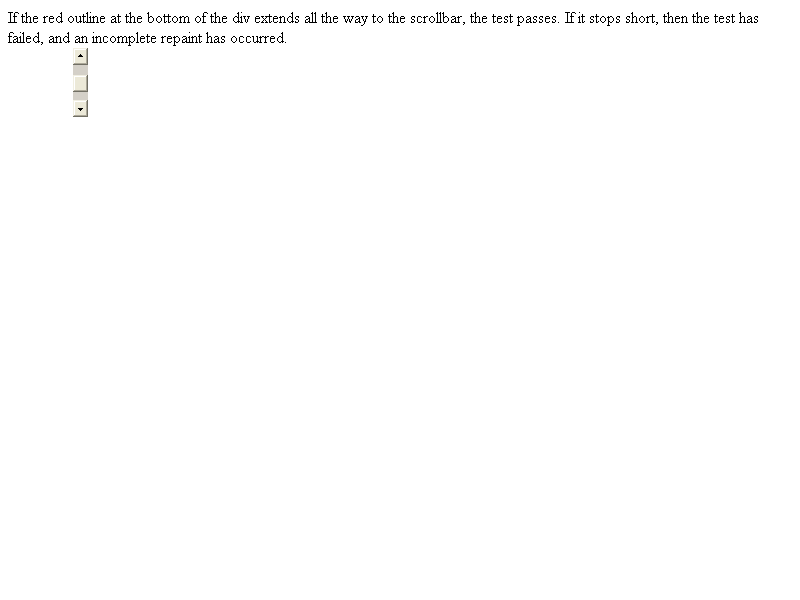 If the red outline at the bottom of the div extends all the way to the scrollbar, the test passes. If it stops short, then the test has
failed, and an incomplete repaint has occurred.